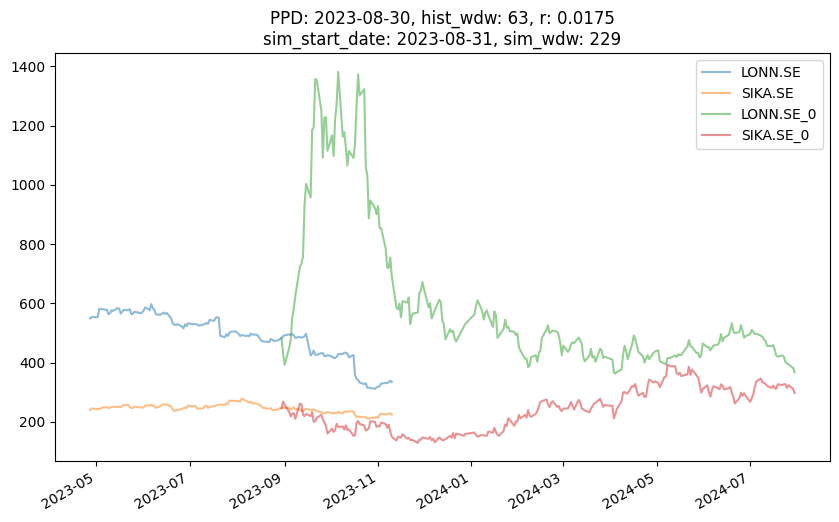 PPD: 2023-08-30, hist_wdw: 63, r: 0.0175
sim_start_date: 2023-08-31, sim_wdw: 229
LONN.SE
SIKA.SE
LONN.SE_0
SIKA.SE_0
1400
1200
1000
800
600
400
200
2023-05
2023-07
2023-09
2023-11
2024-01
2024-03
2024-05
2024-07